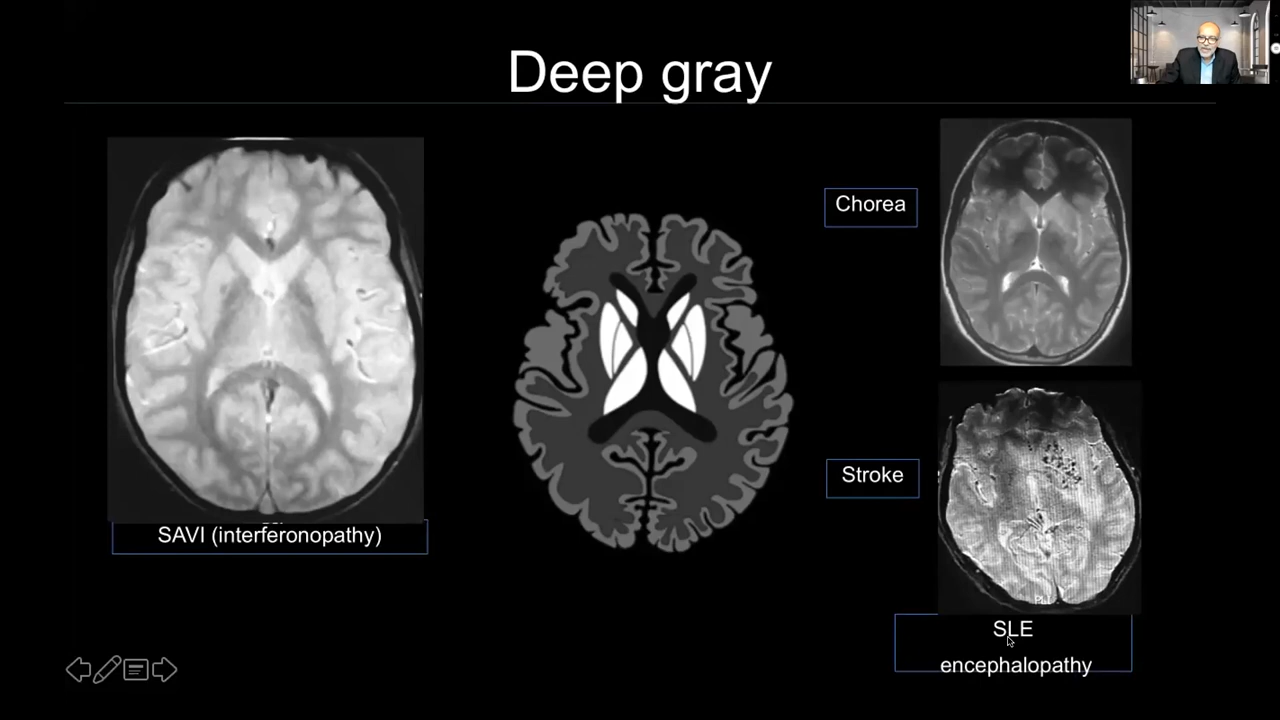 Deep gray
Chorea
Stroke
SAVI (interferonopathy)
SLE
encephalopathy